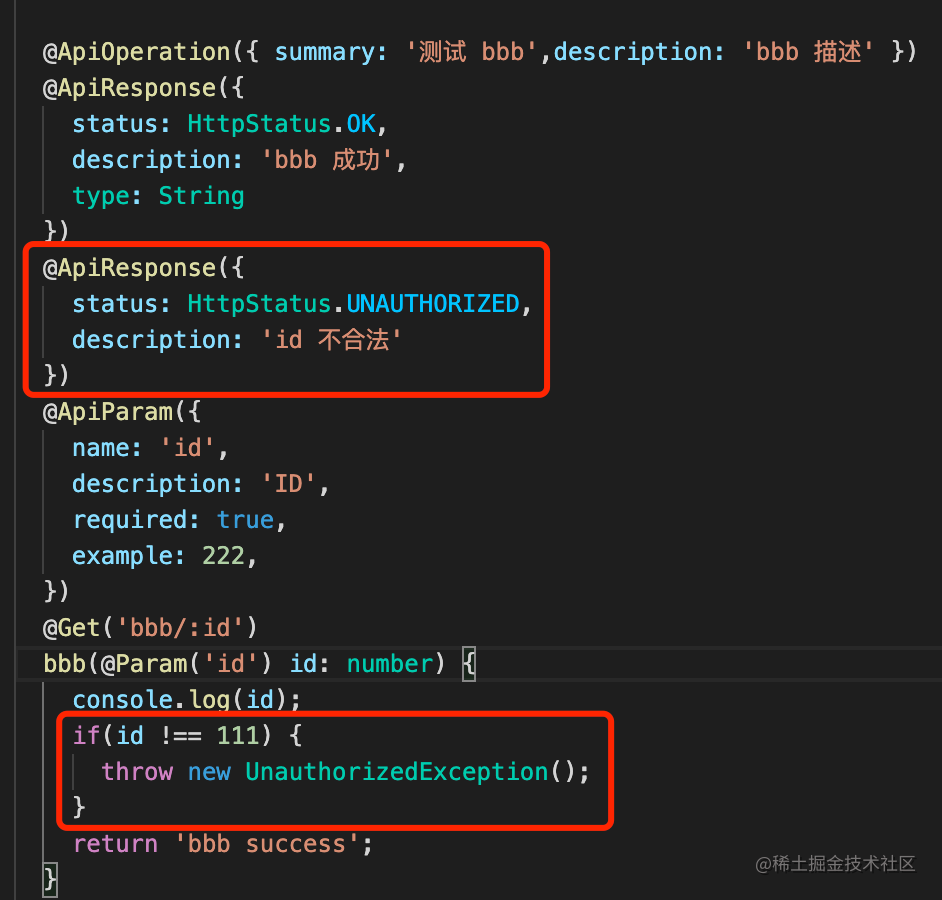 @ApiOperation({ summary: '测试 bbb',description: 'bbb 描述' })
@ApiResponse({
  status: HttpStatus.OK,
  description: 'bbb 成功',
  type: String
})
@ApiResponse({
  status: HttpStatus.UNAUTHORIZED,
  description: 'id 不合法'
})
@ApiParam({
  name: 'id',
  description: 'ID',
  required: true,
  example: 222,
})
@Get('bbb/:id')
bbb(@Param('id') id: number) {
  console.log(id);
  if(id !== 111) {
    throw new UnauthorizedException();
  }
  return 'bbb success';
}
@稀土掘金技术社区